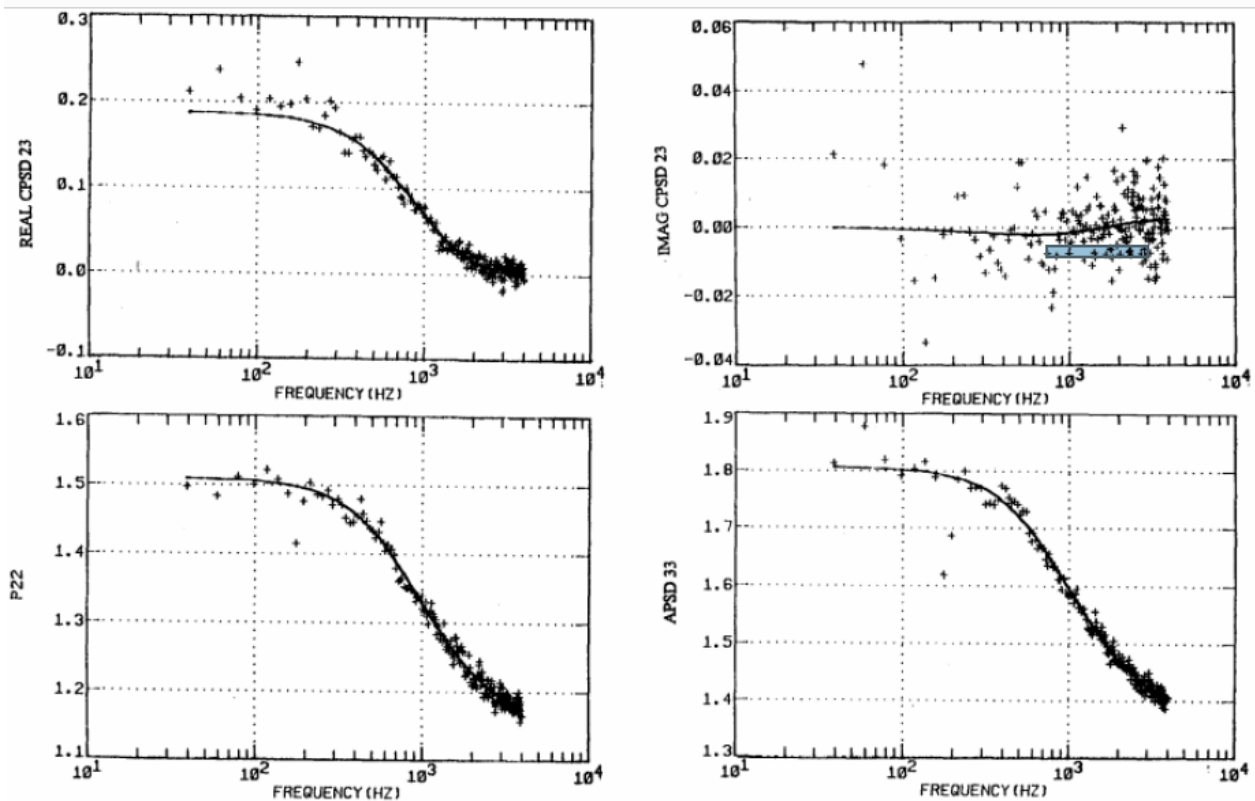 0.3
0.2
0.1
0.0
-0.1
REAL CPSD 23
10¹ 10² 10³ 10⁴
FREQUENCY(HZ)
0.06
0.04
0.02
0.00
-0.02
-0.04
IMAG CPSD 23
10¹ 10² 10³ 10⁴
FREQUENCY(HZ)
1.6
1.5
1.4
1.3
1.2
1.1
P22
10¹ 10² 10³ 10⁴
FREQUENCY(HZ)
1.9
1.8
1.7
1.6
1.5
1.4
1.3
APSD 33
10¹ 10² 10³ 10⁴
FREQUENCY(HZ)